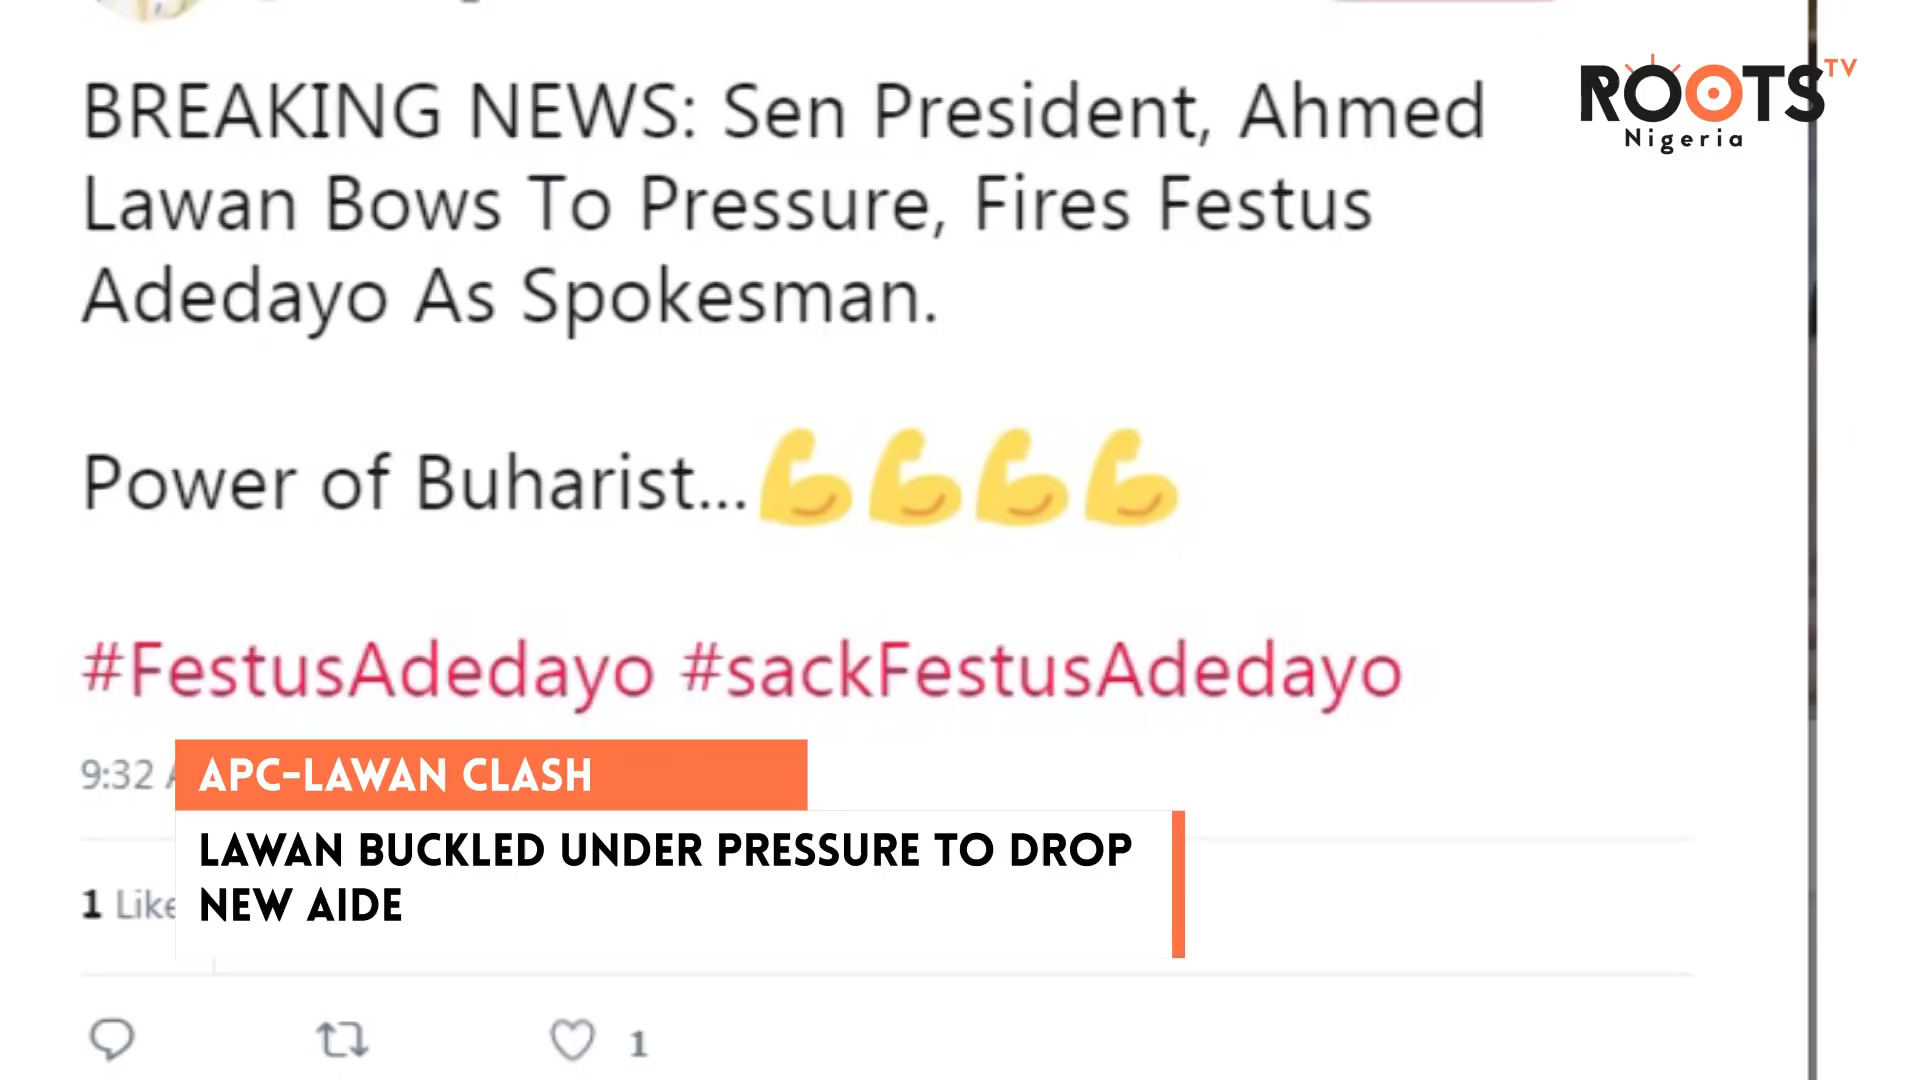 BREAKING NEWS: Sen President, Ahmed
Lawan Bows To Pressure, Fires Festus
Adedayo As Spokesman.
Power of Buharist...💪💪💪💪
#FestusAdedayo #sackFestusAdedayo
9:32
1 Like
1
ROOTS TV
Nigeria
APC-LAWAN CLASH
LAWAN BUCKLED UNDER PRESSURE TO DROP
NEW AIDE